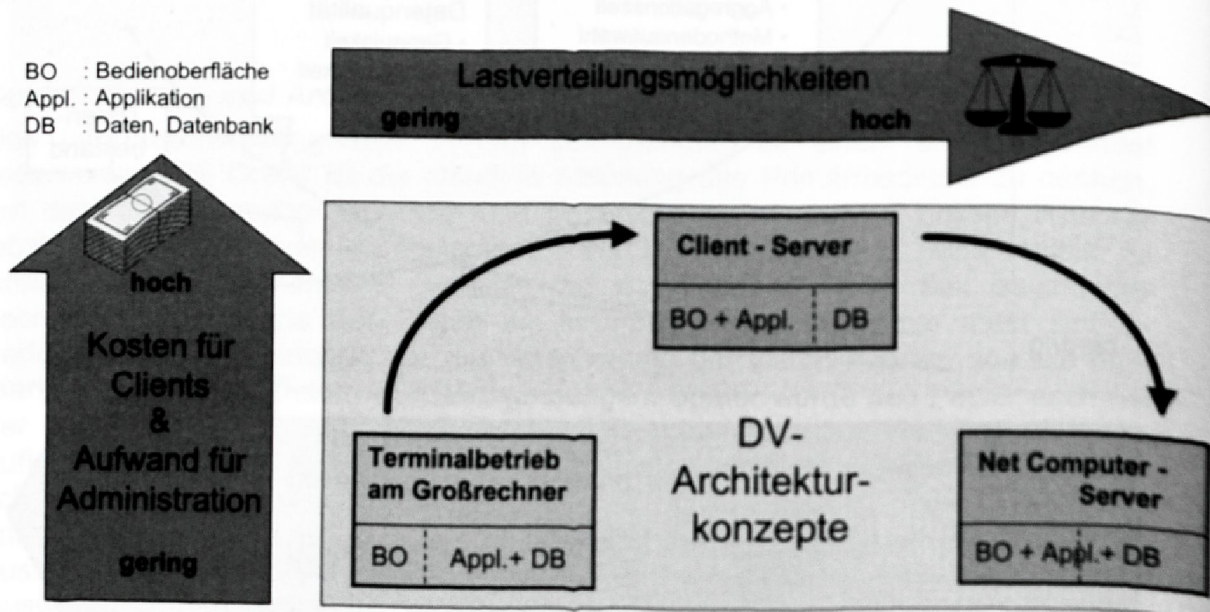 BO : Bedienoberfläche
Appl. : Applikation
DB : Daten, Datenbank
Lastverteilungsmöglichkeiten
gering hoch
hoch
Kosten für
Clients
&
Aufwand für
Administration
gering
Client - Server
BO + Appl. DB
Terminalbetrieb
am Großrechner
BO Appl.+ DB
DV-
Architektur-
konzepte
Net Computer -
Server
BO + Appl.+ DB